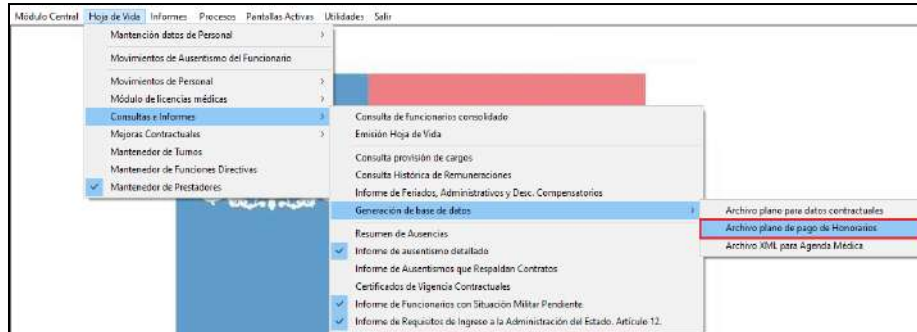 Módulo Central Hoja de Vida Informes Procesos Pantallas Activas Utilidades Salir
Mantención datos de Personal
Movimientos de Ausentismo del Funcionario
Movimientos de Personal
Módulo de licencias médicas
Consultas e Informes
Mejoras Contractuales
Mantenedor de Turnos
Mantenedor de Funciones Directivas
Mantenedor de Prestadores
Consulta de funcionarios consolidado
Emisión Hoja de Vida
Consulta provisión de cargos
Consulta Histórica de Remuneraciones
Informe de Feriados, Administrativos y Desc. Compensatorios
Generación de base de datos
Resumen de Ausencias
Informe de ausentismo detallado
Informe de Ausentismos que Respaldan Contratos
Certificados de Vigencia Contractuales
Informe de Funcionarios con Situación Militar Pendiente
Informe de Requisitos de Ingreso a la Administración del Estado. Artículo 12.
Archivo plano para datos contractuales
Archivo plano de pago de Honorarios
Archivo XML para Agenda Médica